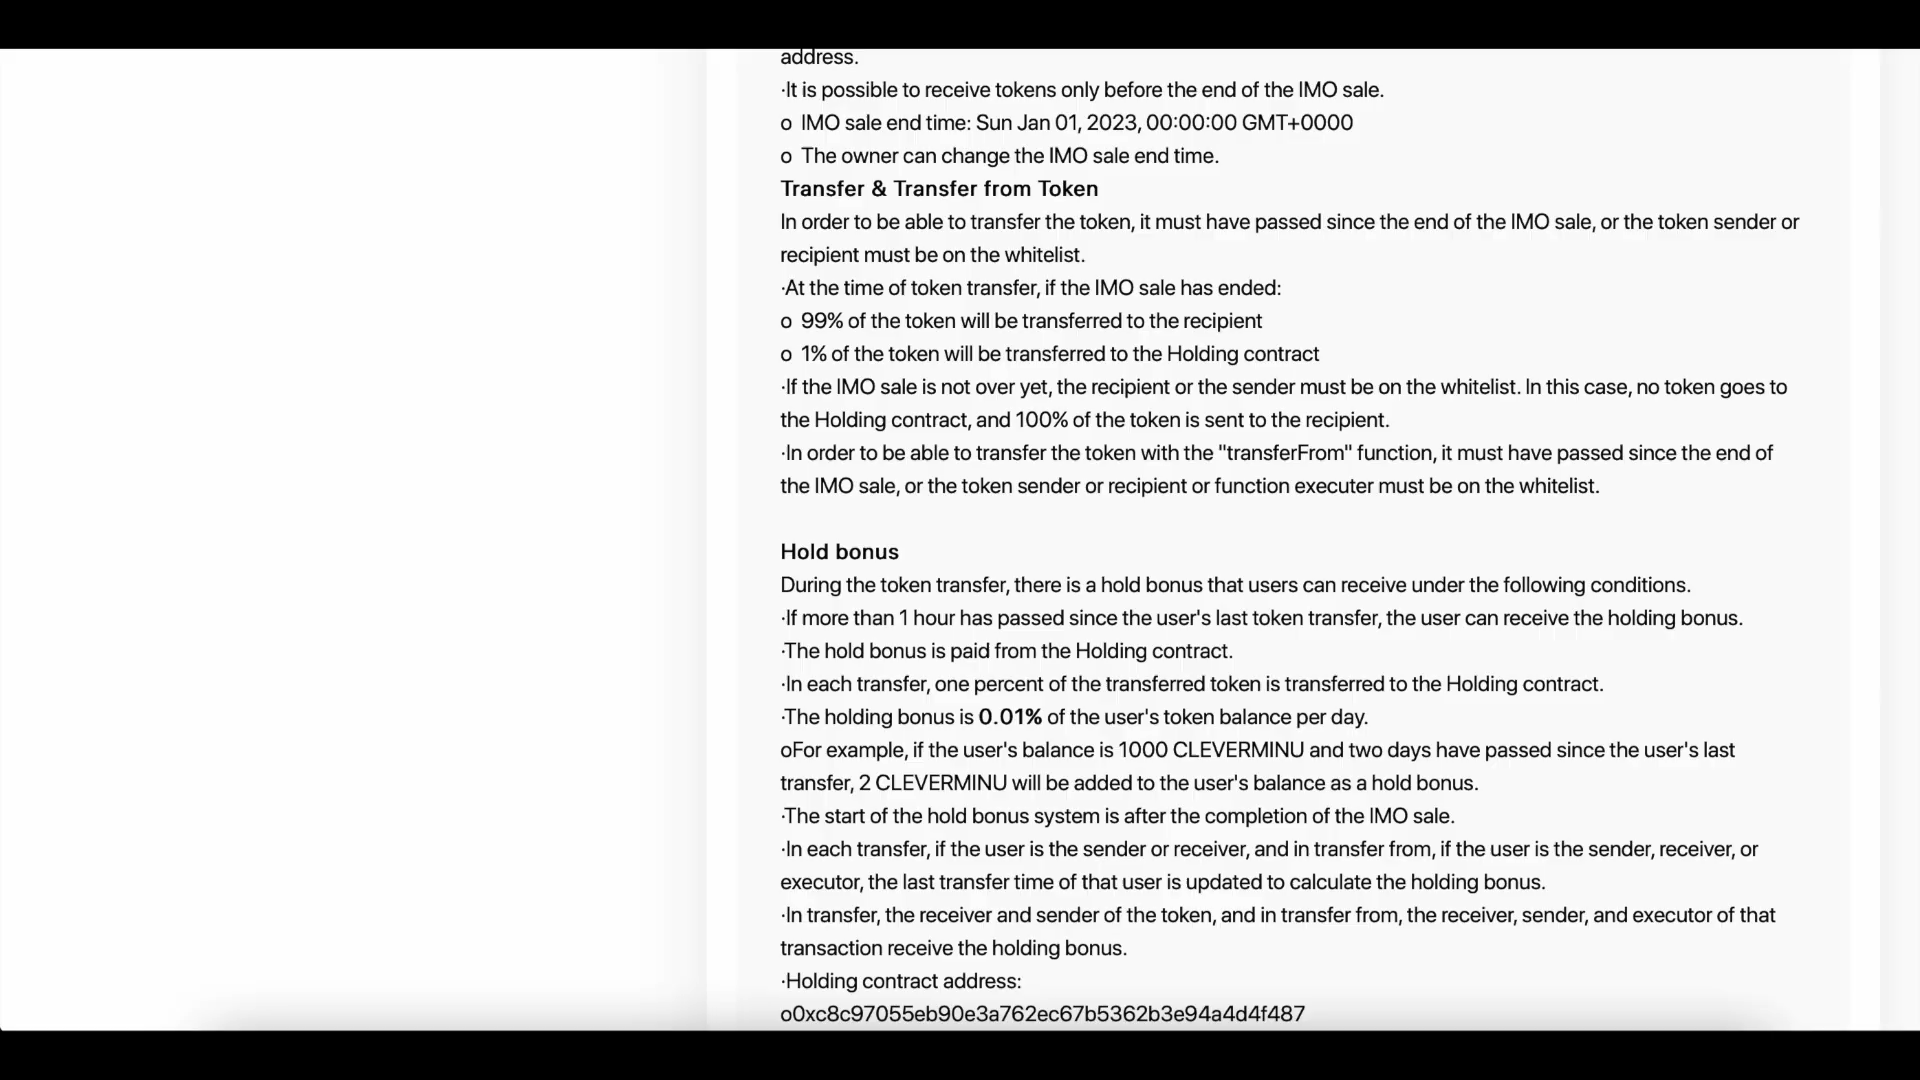 address.
·It is possible to receive tokens only before the end of the IMO sale.
o IMO sale end time: Sun Jan 01, 2023, 00:00:00 GMT+0000
o The owner can change the IMO sale end time.
Transfer & Transfer from Token
In order to be able to transfer the token, it must have passed since the end of the IMO sale, or the token sender or
recipient must be on the whitelist.
·At the time of token transfer, if the IMO sale has ended:
o 99% of the token will be transferred to the recipient
o 1% of the token will be transferred to the Holding contract
·If the IMO sale is not over yet, the recipient or the sender must be on the whitelist. In this case, no token goes to
the Holding contract, and 100% of the token is sent to the recipient.
·In order to be able to transfer the token with the "transferFrom" function, it must have passed since the end of
the IMO sale, or the token sender or recipient or function executer must be on the whitelist.
Hold bonus
During the token transfer, there is a hold bonus that users can receive under the following conditions.
·If more than 1 hour has passed since the user's last token transfer, the user can receive the holding bonus.
·The hold bonus is paid from the Holding contract.
·In each transfer, one percent of the transferred token is transferred to the Holding contract.
·The holding bonus is 0.01% of the user's token balance per day.
oFor example, if the user's balance is 1000 CLEVERMINU and two days have passed since the user's last
transfer, 2 CLEVERMINU will be added to the user's balance as a hold bonus.
·The start of the hold bonus system is after the completion of the IMO sale.
·In each transfer, if the user is the sender or receiver, and in transfer from, if the user is the sender, receiver, or
executor, the last transfer time of that user is updated to calculate the holding bonus.
·In transfer, the receiver and sender of the token, and in transfer from, the receiver, sender, and executor of that
transaction receive the holding bonus.
·Holding contract address:
o0xc8c97055eb90e3a762ec67b5362b3e94a4d4f487